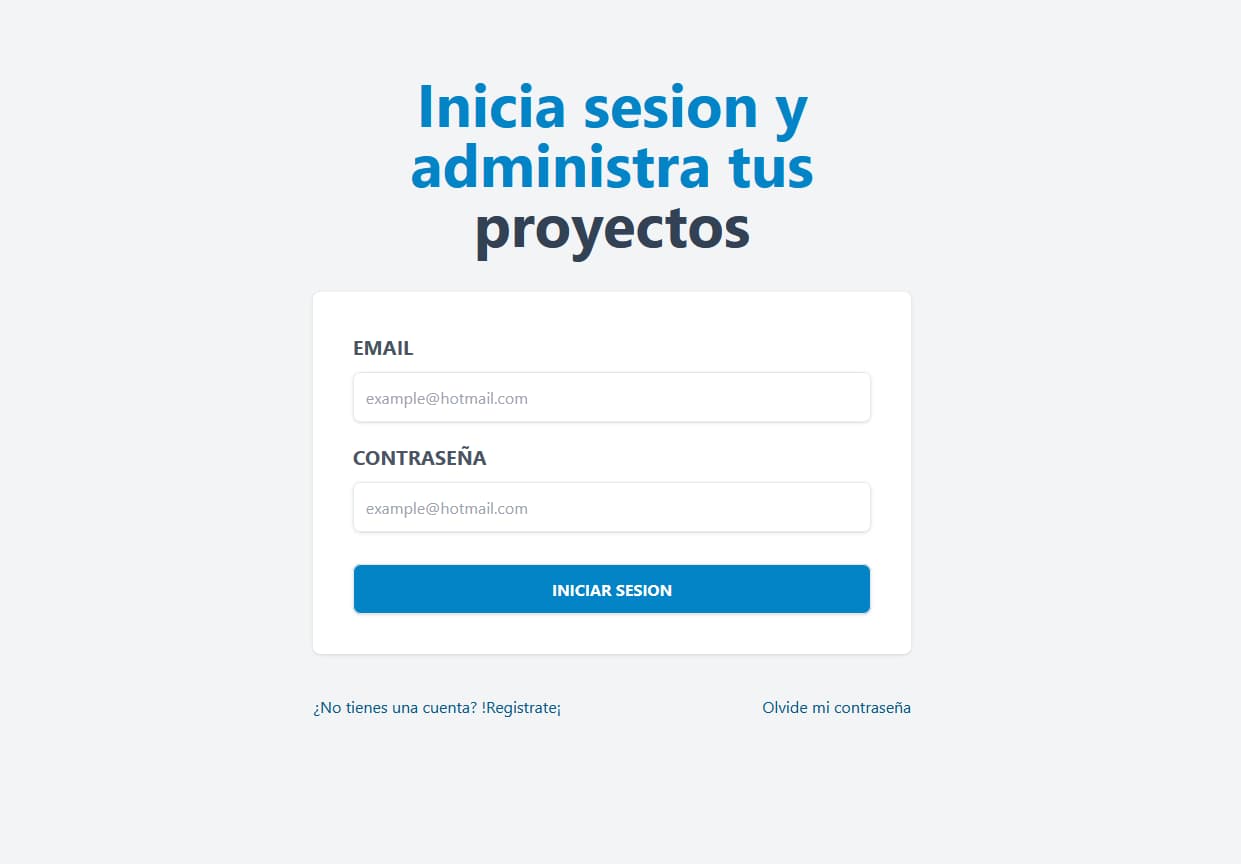 Inicia sesion y
administra tus
proyectos
EMAIL
example@hotmail.com
CONTRASEÑA
example@hotmail.com
INICIAR SESION
¿No tienes una cuenta? !Registrate¡
Olvide mi contraseña